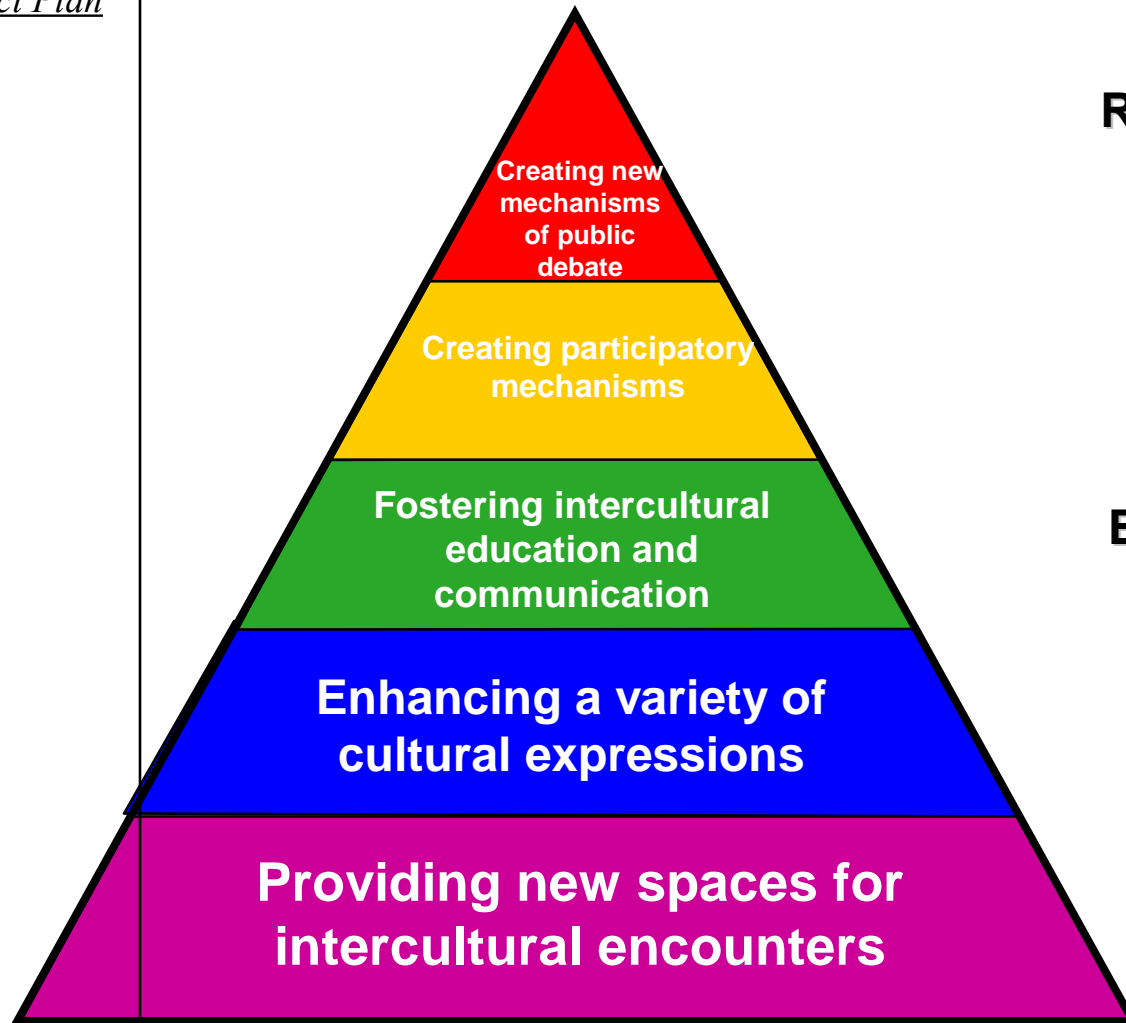 Plan
R
Creating new
mechanisms
of public
debate
Creating participatory
mechanisms
Fostering intercultural
education and
communication
E
Enhancing a variety of
cultural expressions
Providing new spaces for
intercultural encounters